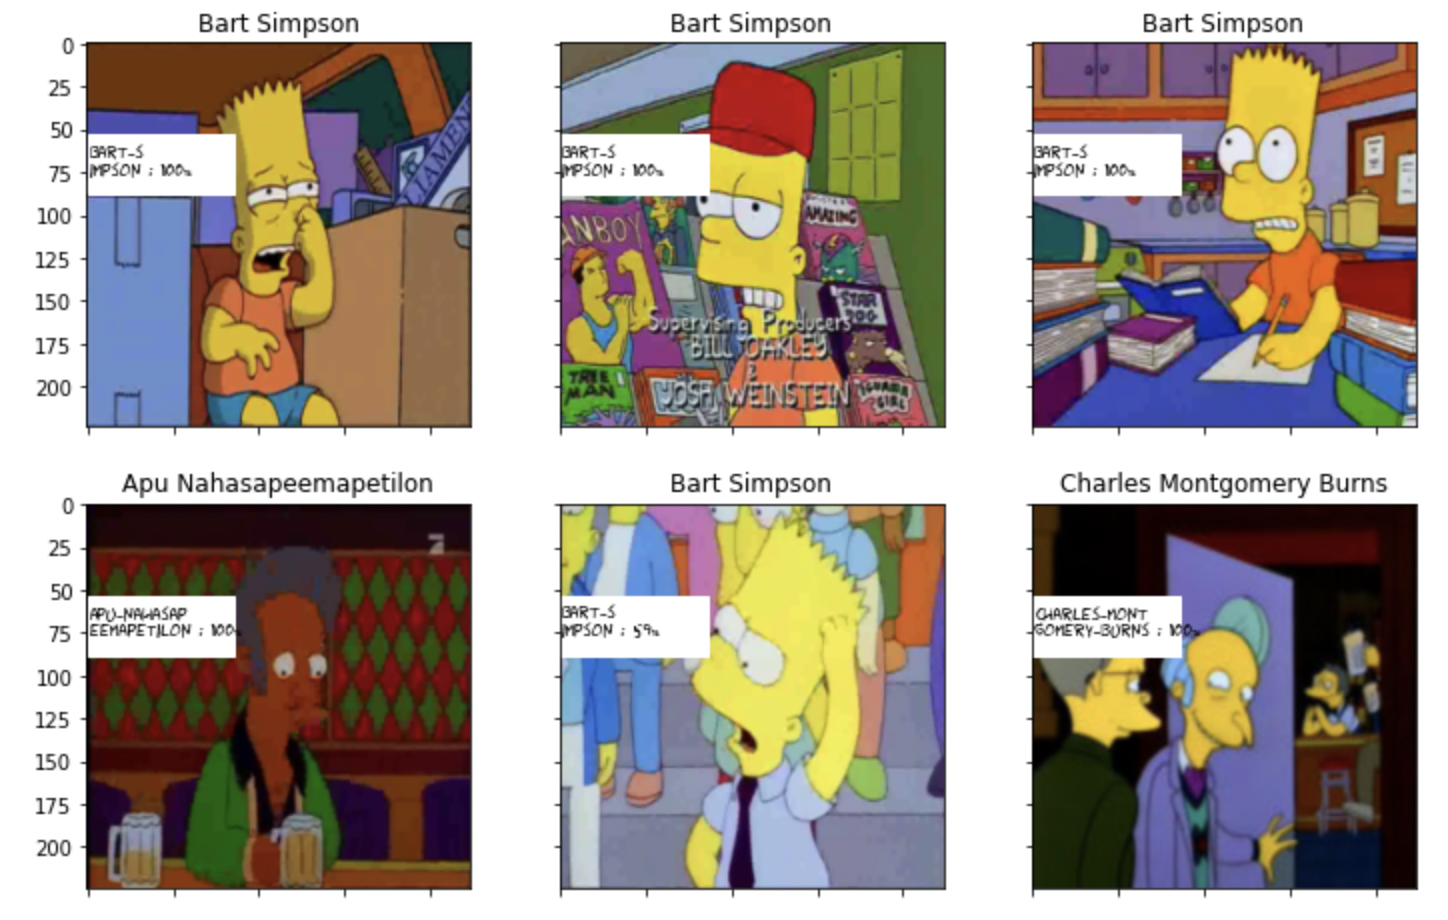 Bart Simpson
Bart Simpson
Bart Simpson
0
25
50
75
100
125
150
175
200
BART-S
IMPSON : 100%
IAMEN
BART-S
IMPSON : 100%
ANBOY
AMAZING
STAR
DOG
Supervising Producers
BILL OAKLEY
&
JOSH WEINSTEIN
TREE
MAN
IGUANA
GIRL
BART-S
IMPSON : 100%
Apu Nahasapeemapetilon
Bart Simpson
Charles Montgomery Burns
0
25
50
75
100
125
150
175
200
APU-NAHASAP
EEMAPETILON : 100%
BART-S
IMPSON : 59%
CHARLES-MONT
GOMERY-BURNS : 100%